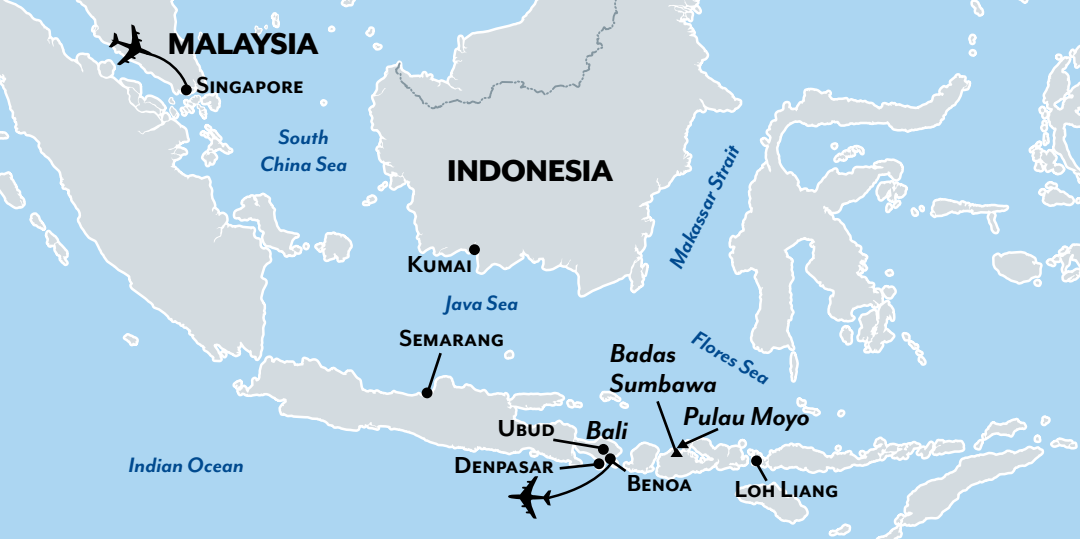 MALAYSIA
SINGAPORE
South
China Sea
INDONESIA
Makassar Strait
KUMAI
Java Sea
SEMARANG
Flores Sea
Badas
Sumbawa
Pulau Moyo
UBUD
Bali
Indian Ocean
DENPASAR
BENOA
LOH LIANG